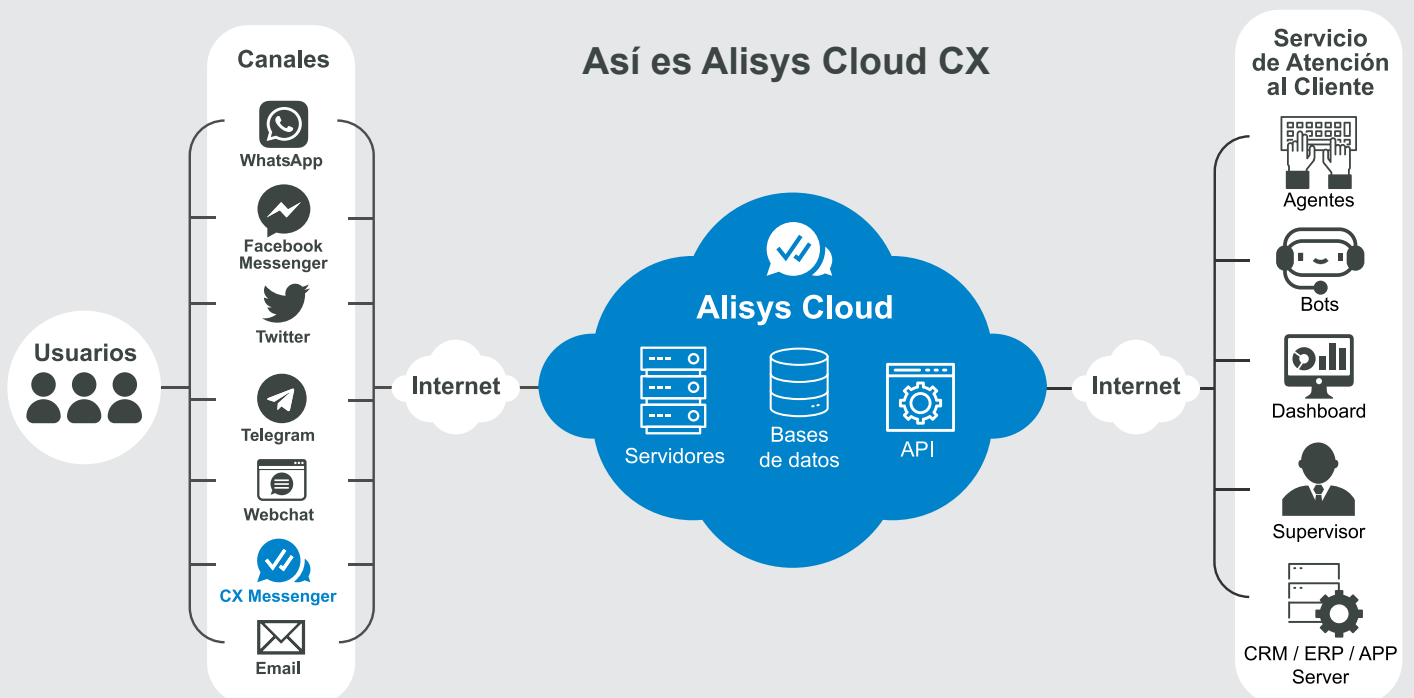 Así es Alisys Cloud CX
Usuarios
Canales
WhatsApp
Facebook
Messenger
Twitter
Telegram
Webchat
CX Messenger
Email
Internet
Alisys Cloud
Servidores
Bases
de datos
API
Internet
Servicio
de Atención
al Cliente
Agentes
Bots
Dashboard
Supervisor
CRM / ERP / APP
Server